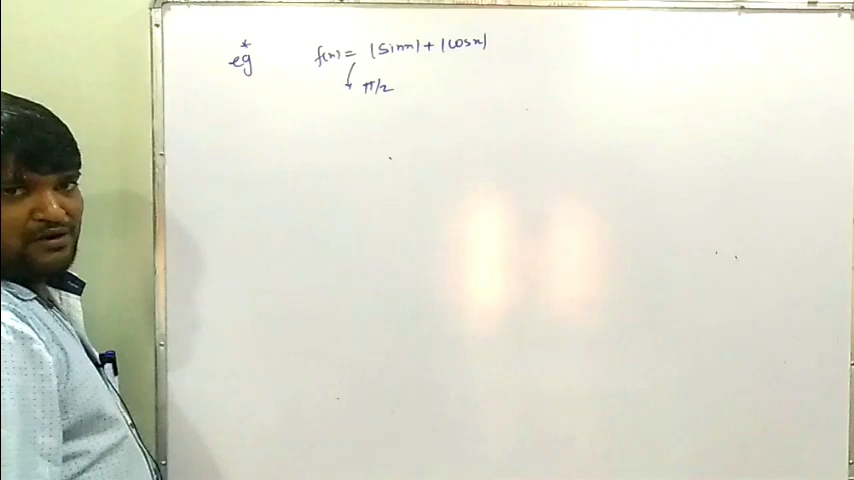 eg* f(x) = |sinx| + |cosx|
π/2